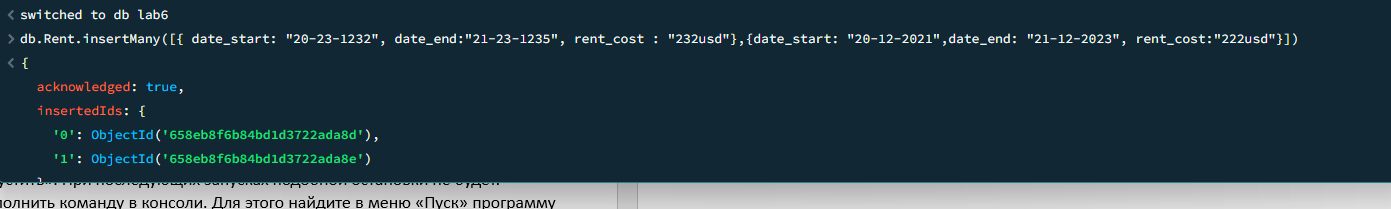 switched to db lab6
db.Rent.insertMany([{ date_start: "20-23-1232", date_end:"21-23-1235", rent_cost : "232usd"},{date_start: "20-12-2021",date_end: "21-12-2023", rent_cost:"222usd"}])
{
acknowledged: true,
insertedIds: {
'0': ObjectId('658eb8f6b84bd1d3722ada8d'),
'1': ObjectId('658eb8f6b84bd1d3722ada8e')
}
полнить команду в консоли. Для этого найдите в меню «Пуск» программу